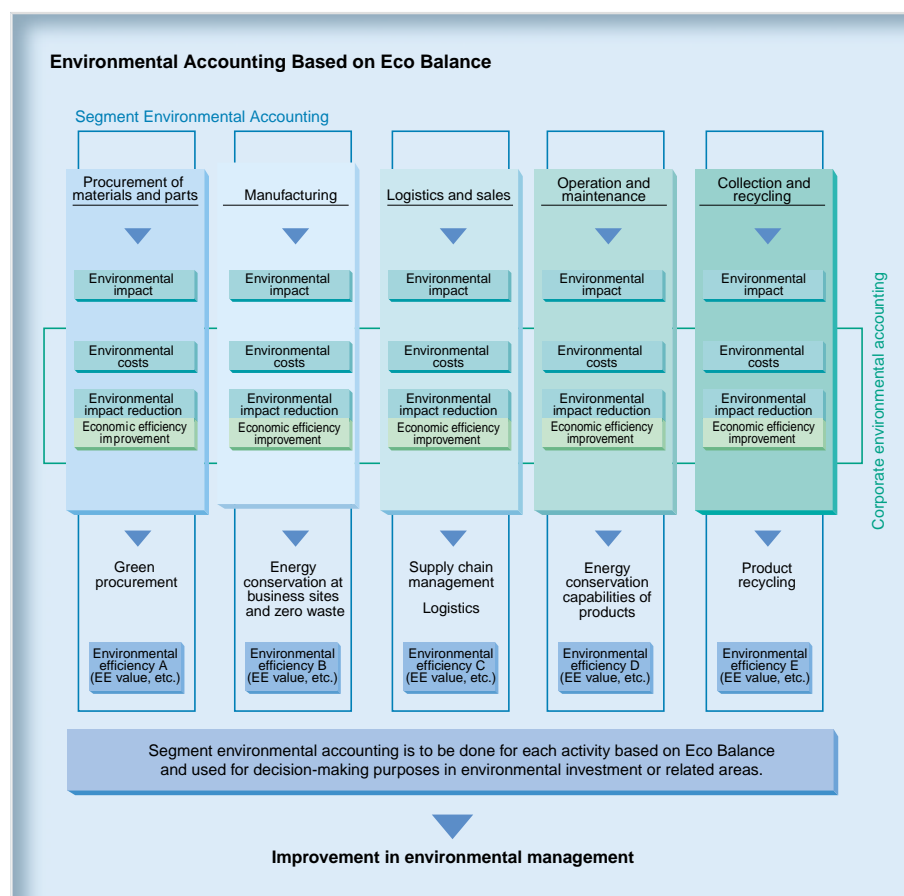 Environmental Accounting Based on Eco Balance
Segment Environmental Accounting
Procurement of
materials and parts
Environmental
impact
Environmental
costs
Environmental
impact reduction
Economic efficiency
improvement
Green
procurement
Environmental
efficiency A
(EE value, etc.)
Manufacturing
Environmental
impact
Environmental
costs
Environmental
impact reduction
Economic efficiency
improvement
Energy
conservation at
business sites
and zero waste
Environmental
efficiency B
(EE value, etc.)
Logistics and sales
Environmental
impact
Environmental
costs
Environmental
impact reduction
Economic efficiency
improvement
Supply chain
management
Logistics
Environmental
efficiency C
(EE value, etc.)
Operation and
maintenance
Environmental
impact
Environmental
costs
Environmental
impact reduction
Economic efficiency
improvement
Energy
conservation
capabilities of
products
Environmental
efficiency D
(EE value, etc.)
Collection and
recycling
Environmental
impact
Environmental
costs
Environmental
impact reduction
Economic efficiency
improvement
Product
recycling
Environmental
efficiency E
(EE value, etc.)
Corporate environmental accounting
Segment environmental accounting is to be done for each activity based on Eco Balance
and used for decision-making purposes in environmental investment or related areas.
Improvement in environmental management